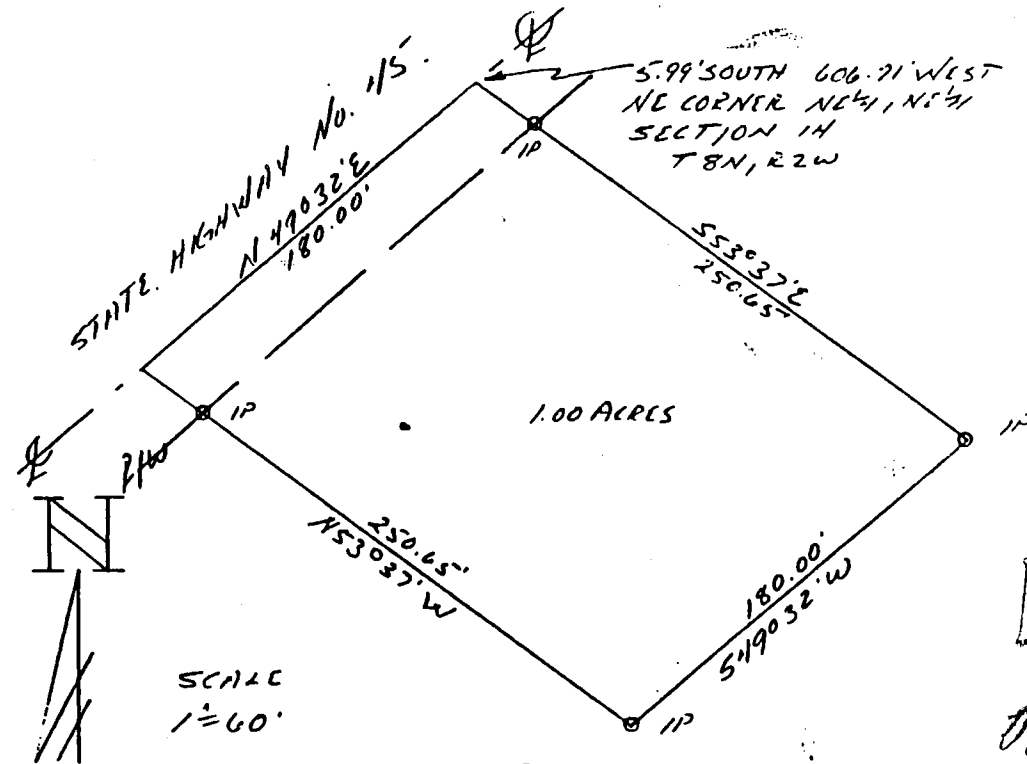 ℄
5.99' SOUTH 606.71' WEST
NE CORNER NE¼, NE¼
SECTION 14
T 8N, R2W
STATE HIGHWAY No. 115
N 49°32'E
180.00'
IP
S53°37'E
250.65'
IP
1.00 ACRES
IP
℄
R/W
N
250.65'
N53°37'W
180.00'
S49°32'W
IP
SCALE
1"=60'